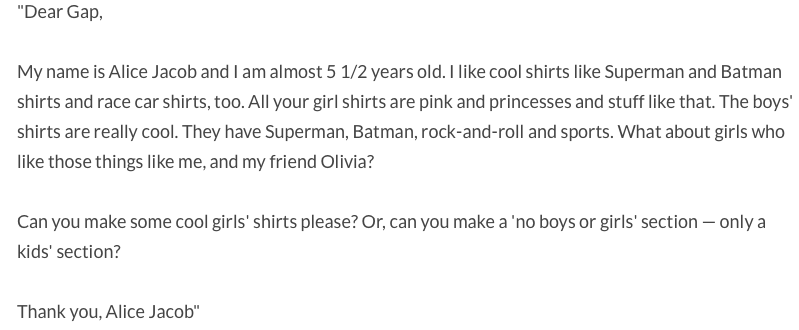 "Dear Gap,
My name is Alice Jacob and I am almost 5 1/2 years old. I like cool shirts like Superman and Batman
shirts and race car shirts, too. All your girl shirts are pink and princesses and stuff like that. The boys'
shirts are really cool. They have Superman, Batman, rock-and-roll and sports. What about girls who
like those things like me, and my friend Olivia?
Can you make some cool girls' shirts please? Or, can you make a 'no boys or girls' section — only a
kids' section?
Thank you, Alice Jacob"